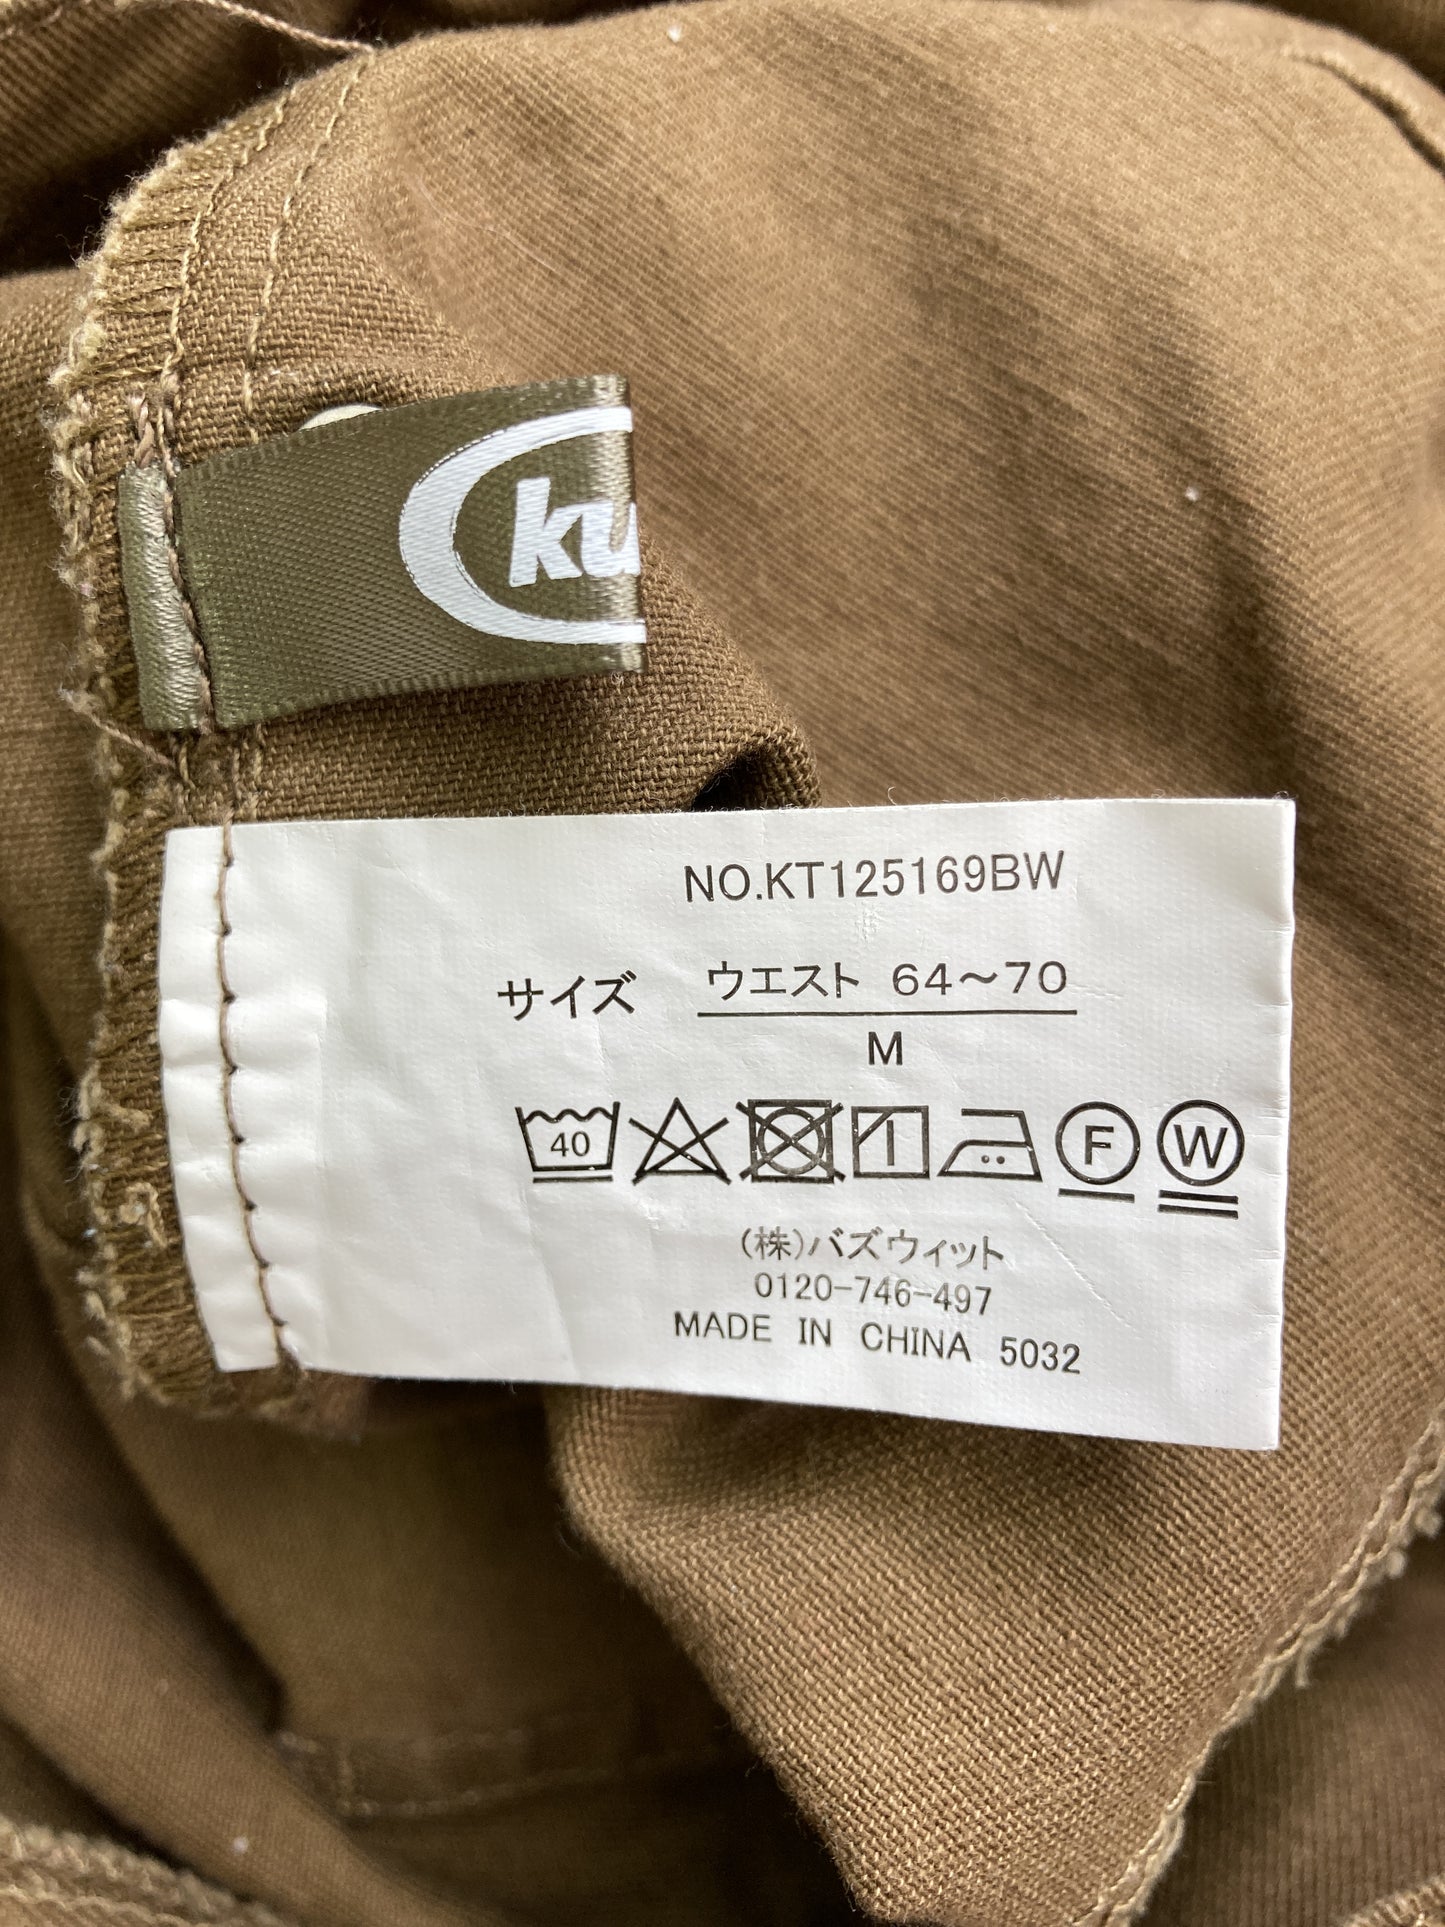 ku
NO.KT125169BW
サイズ ウエスト 64～70
M
40 F W
(株)バズウィット
0120-746-497
MADE IN CHINA 5032